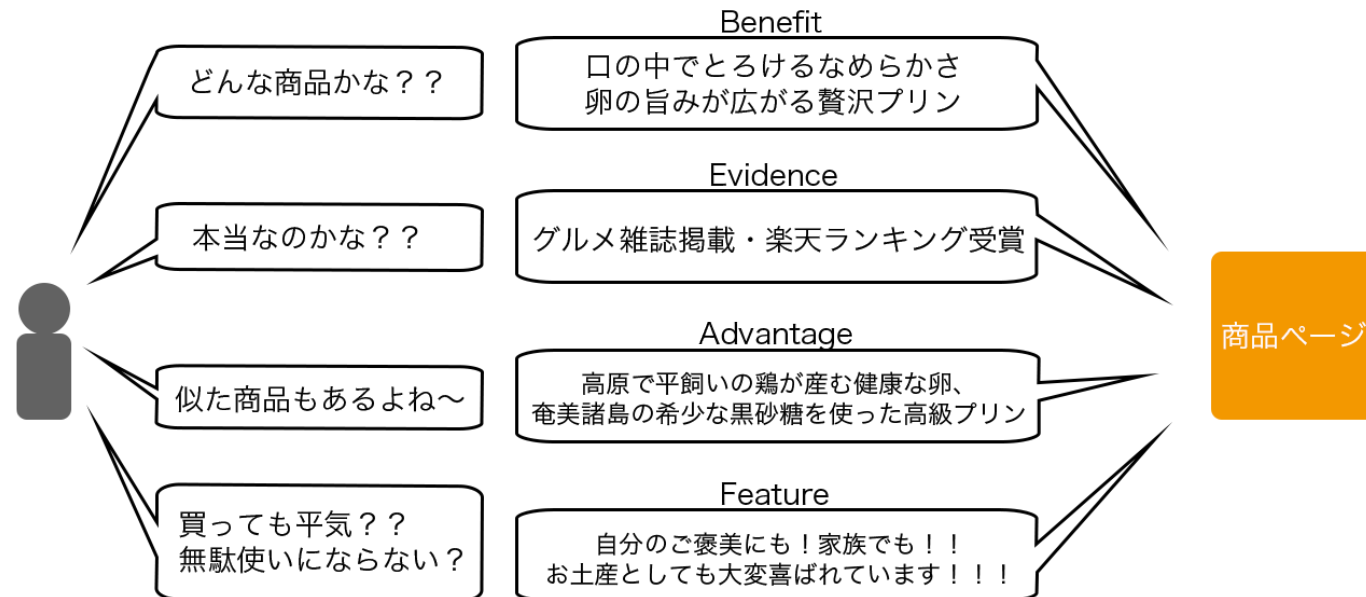 どんな商品かな？？
Benefit
口の中でとろけるなめらかさ
卵の旨みが広がる贅沢プリン
本当なのかな？？
Evidence
グルメ雑誌掲載・楽天ランキング受賞
似た商品もあるよね〜
Advantage
高原で平飼いの鶏が産む健康な卵、
奄美諸島の希少な黒砂糖を使った高級プリン
買っても平気？？
無駄使いにならない？
Feature
自分のご褒美にも！家族でも！！
お土産としても大変喜ばれています！！！
商品ページ